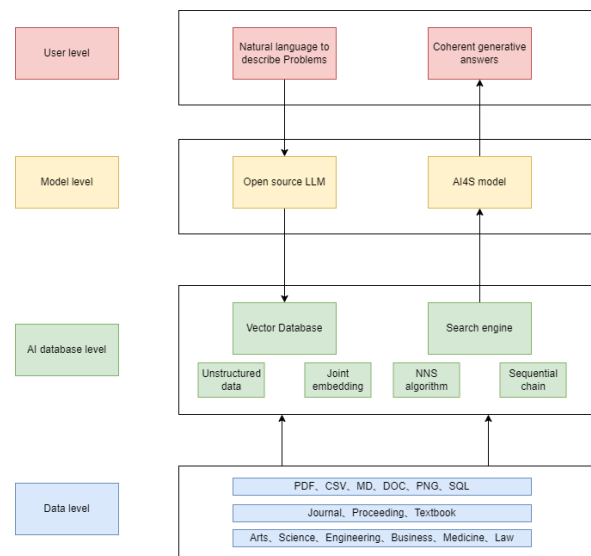 User level
Natural language to
describe Problems
Coherent generative
answers
Model level
Open source LLM
AI4S model
AI database level
Vector Database
Search engine
Unstructured
data
Joint
embedding
NNS
algorithm
Sequential
chain
Data level
PDF、CSV、MD、DOC、PNG、SQL
Journal、Proceeding、Textbook
Arts、Science、Engineering、Business、Medicine、Law